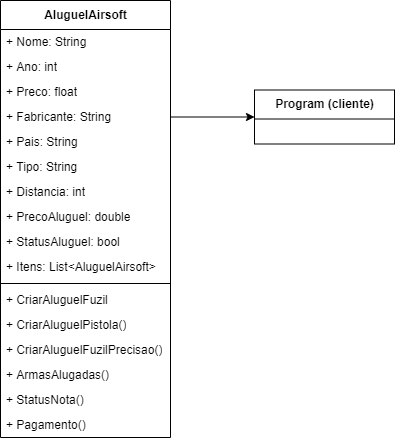 AluguelAirsoft
+ Nome: String
+ Ano: int
+ Preco: float
+ Fabricante: String
+ Pais: String
+ Tipo: String
+ Distancia: int
+ PrecoAluguel: double
+ StatusAluguel: bool
+ Itens: List<AluguelAirsoft>
+ CriarAluguelFuzil
+ CriarAluguelPistola()
+ CriarAluguelFuzilPrecisao()
+ ArmasAlugadas()
+ StatusNota()
+ Pagamento()
Program (cliente)